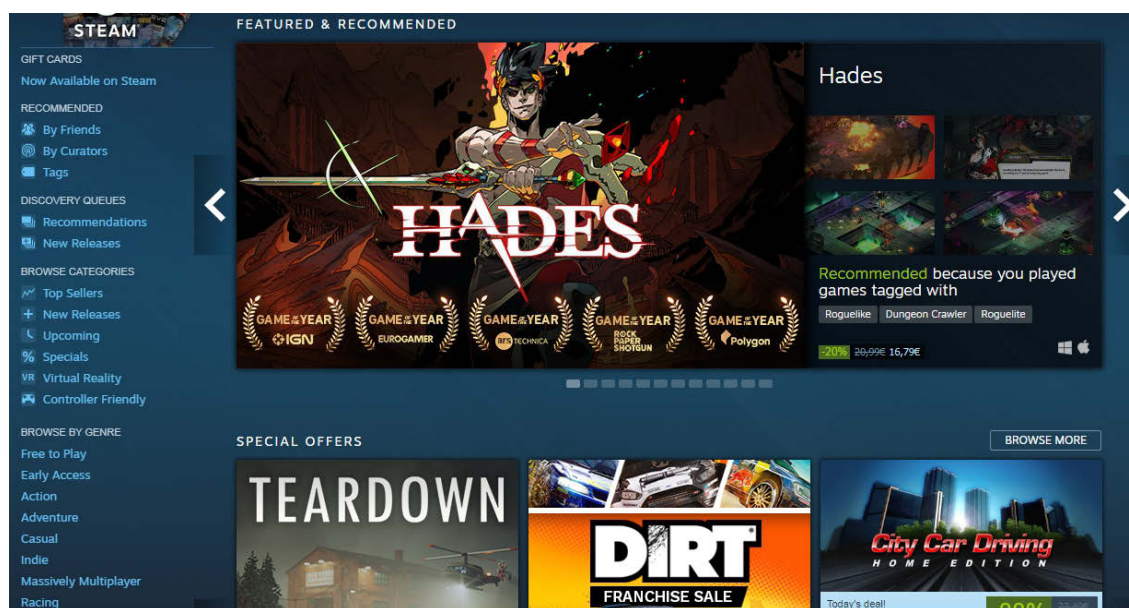 STEAM
GIFT CARDS
Now Available on Steam
RECOMMENDED
By Friends
By Curators
Tags
DISCOVERY QUEUES
Recommendations
New Releases
BROWSE CATEGORIES
Top Sellers
New Releases
Upcoming
% Specials
VR Virtual Reality
Controller Friendly
BROWSE BY GENRE
Free to Play
Early Access
Action
Adventure
Casual
Indie
Massively Multiplayer
Racing
FEATURED & RECOMMENDED
HADES
GAME OF THE YEAR
IGN
GAME OF THE YEAR
EUROGAMER
GAME OF THE YEAR
ars TECHNICA
GAME OF THE YEAR
ROCK
PAPER
SHOTGUN
GAME OF THE YEAR
Polygon
Hades
Recommended because you played
games tagged with
Roguelike Dungeon Crawler Roguelite
-20% 20,99€ 16,79€
SPECIAL OFFERS
BROWSE MORE
TEARDOWN
DIRT
FRANCHISE SALE
City Car Driving
HOME EDITION
Today's deal!